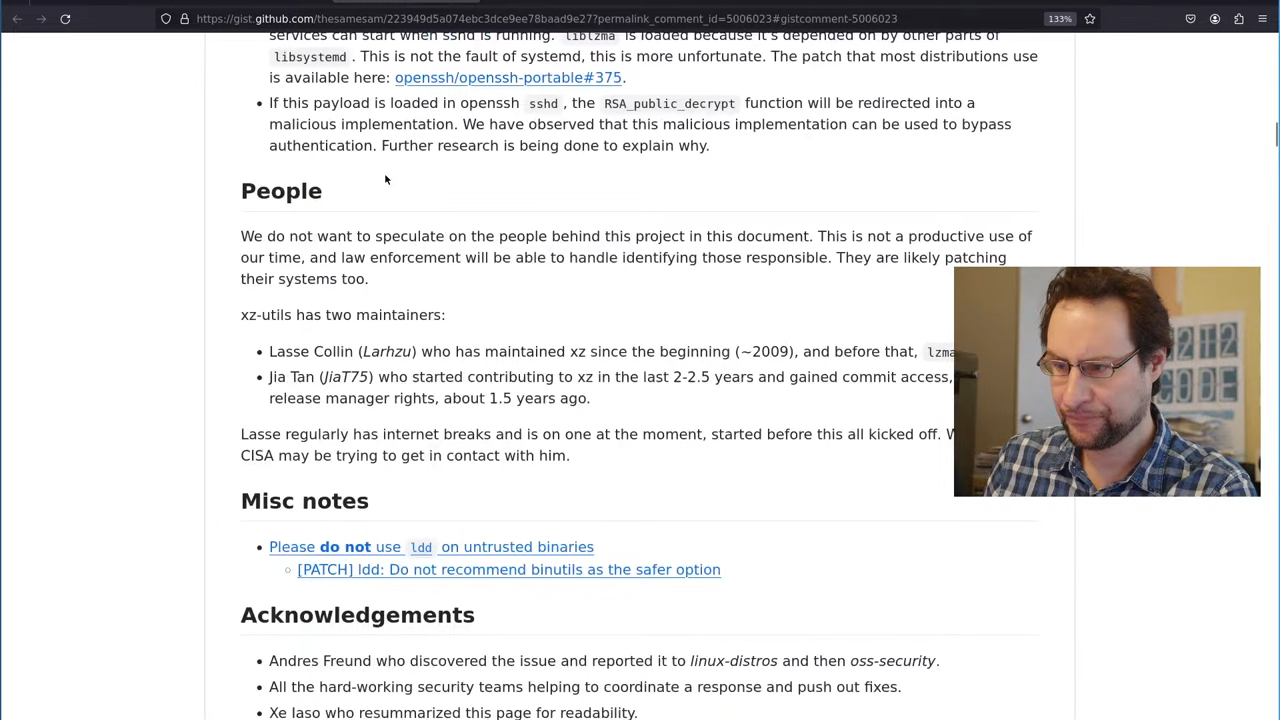 https://gist.github.com/thesamesam/223949d5a074ebc3dce9ee78baad9e27?permalink_comment_id=5006023#gistcomment-5006023
133%
services can start when sshd is running. liblzma is loaded because it's depended on by other parts of
libsystemd . This is not the fault of systemd, this is more unfortunate. The patch that most distributions use
is available here: openssh/openssh-portable#375.
• If this payload is loaded in openssh sshd , the RSA_public_decrypt function will be redirected into a
malicious implementation. We have observed that this malicious implementation can be used to bypass
authentication. Further research is being done to explain why.
People
We do not want to speculate on the people behind this project in this document. This is not a productive use of
our time, and law enforcement will be able to handle identifying those responsible. They are likely patching
their systems too.
xz-utils has two maintainers:
• Lasse Collin (Larhzu) who has maintained xz since the beginning (~2009), and before that, lzma
• Jia Tan (JiaT75) who started contributing to xz in the last 2-2.5 years and gained commit access,
release manager rights, about 1.5 years ago.
Lasse regularly has internet breaks and is on one at the moment, started before this all kicked off.
CISA may be trying to get in contact with him.
Misc notes
• Please do not use ldd on untrusted binaries
◦ [PATCH] ldd: Do not recommend binutils as the safer option
Acknowledgements
• Andres Freund who discovered the issue and reported it to linux-distros and then oss-security.
• All the hard-working security teams helping to coordinate a response and push out fixes.
• Xe Iaso who resummarized this page for readability.
CODE